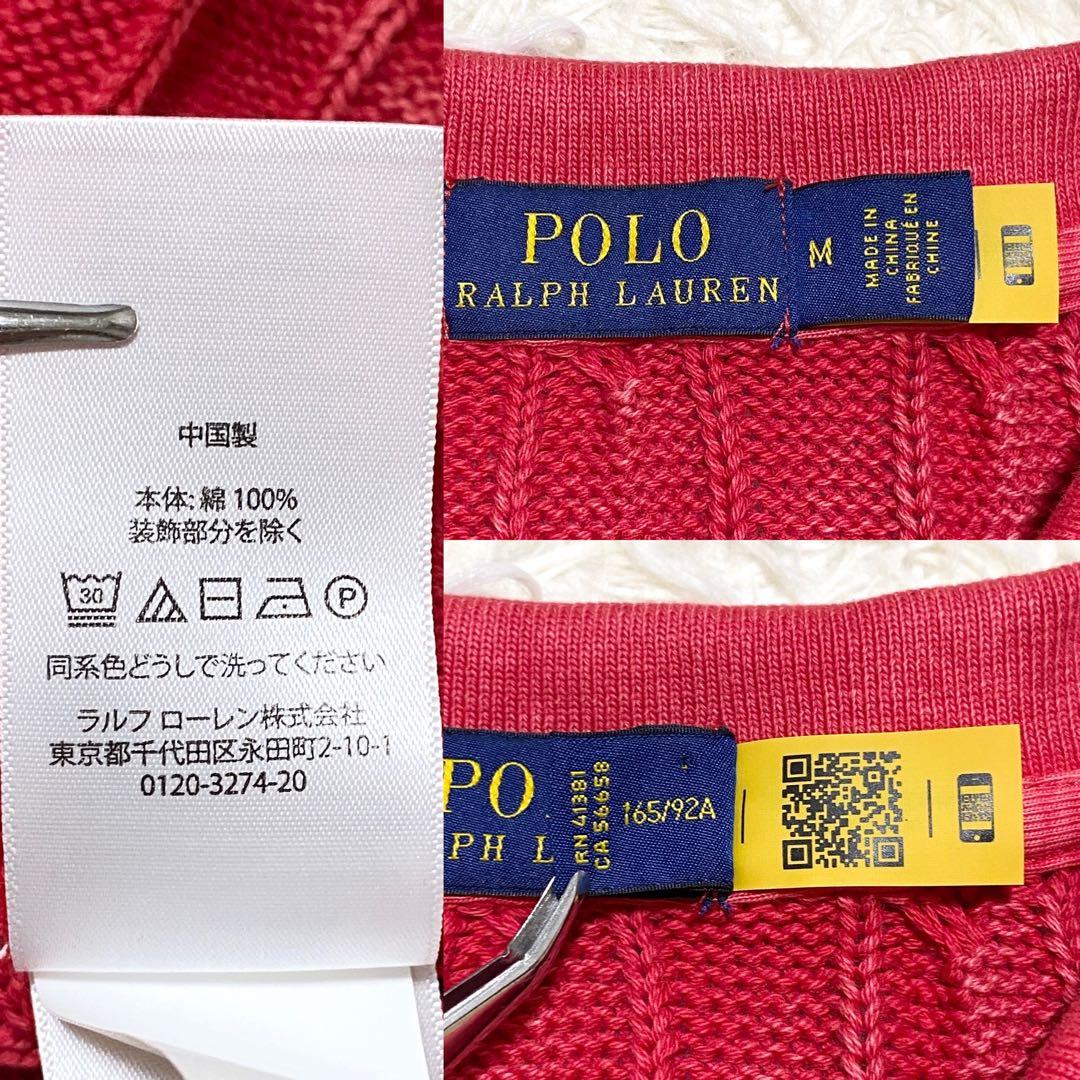 中国製
本体: 綿 100%
装飾部分を除く
30
P
同系色どうしで洗ってください
ラルフ ローレン株式会社
東京都千代田区永田町2-10-1
0120-3274-20
POLO
RALPH LAUREN
M
MADE IN
CHINA
FABRIQUÉ EN
CHINE
PO
PH L
RN 41381
CA56658
165/92A